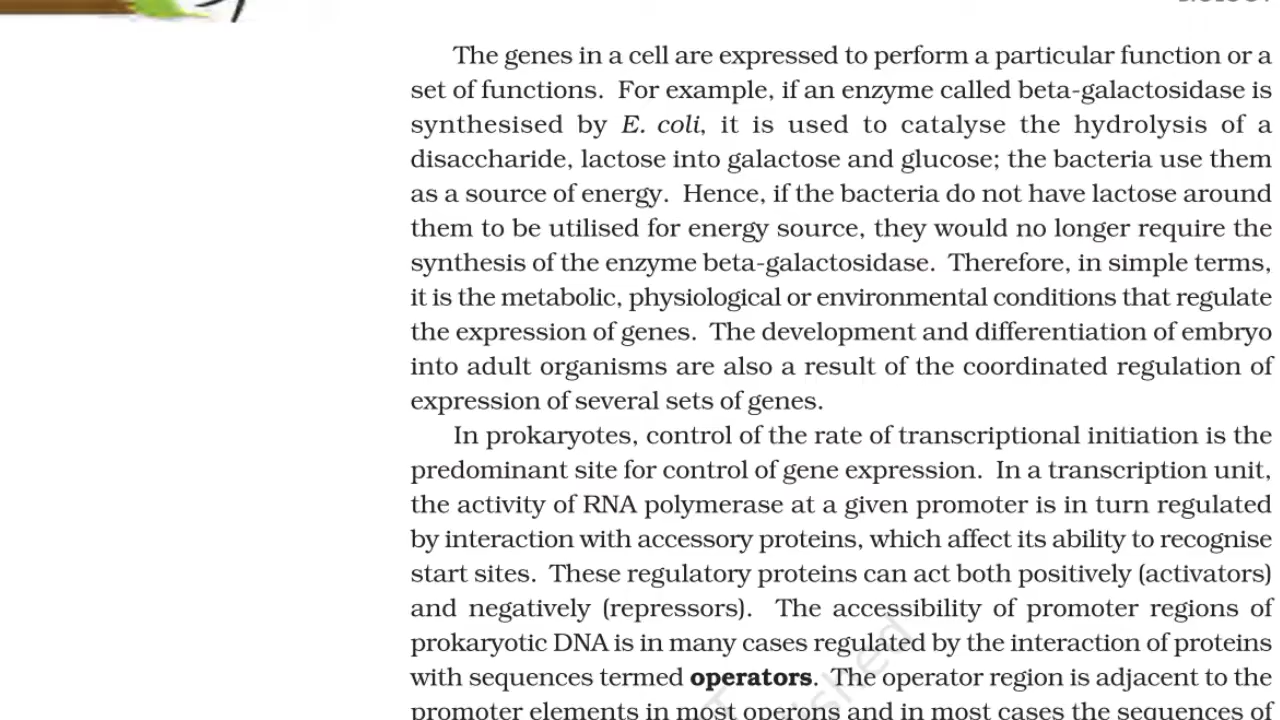 The genes in a cell are expressed to perform a particular function or a
set of functions. For example, if an enzyme called beta-galactosidase is
synthesised by E. coli, it is used to catalyse the hydrolysis of a
disaccharide, lactose into galactose and glucose; the bacteria use them
as a source of energy. Hence, if the bacteria do not have lactose around
them to be utilised for energy source, they would no longer require the
synthesis of the enzyme beta-galactosidase. Therefore, in simple terms,
it is the metabolic, physiological or environmental conditions that regulate
the expression of genes. The development and differentiation of embryo
into adult organisms are also a result of the coordinated regulation of
expression of several sets of genes.
In prokaryotes, control of the rate of transcriptional initiation is the
predominant site for control of gene expression. In a transcription unit,
the activity of RNA polymerase at a given promoter is in turn regulated
by interaction with accessory proteins, which affect its ability to recognise
start sites. These regulatory proteins can act both positively (activators)
and negatively (repressors). The accessibility of promoter regions of
prokaryotic DNA is in many cases regulated by the interaction of proteins
with sequences termed operators. The operator region is adjacent to the
promoter elements in most operons and in most cases the sequences of